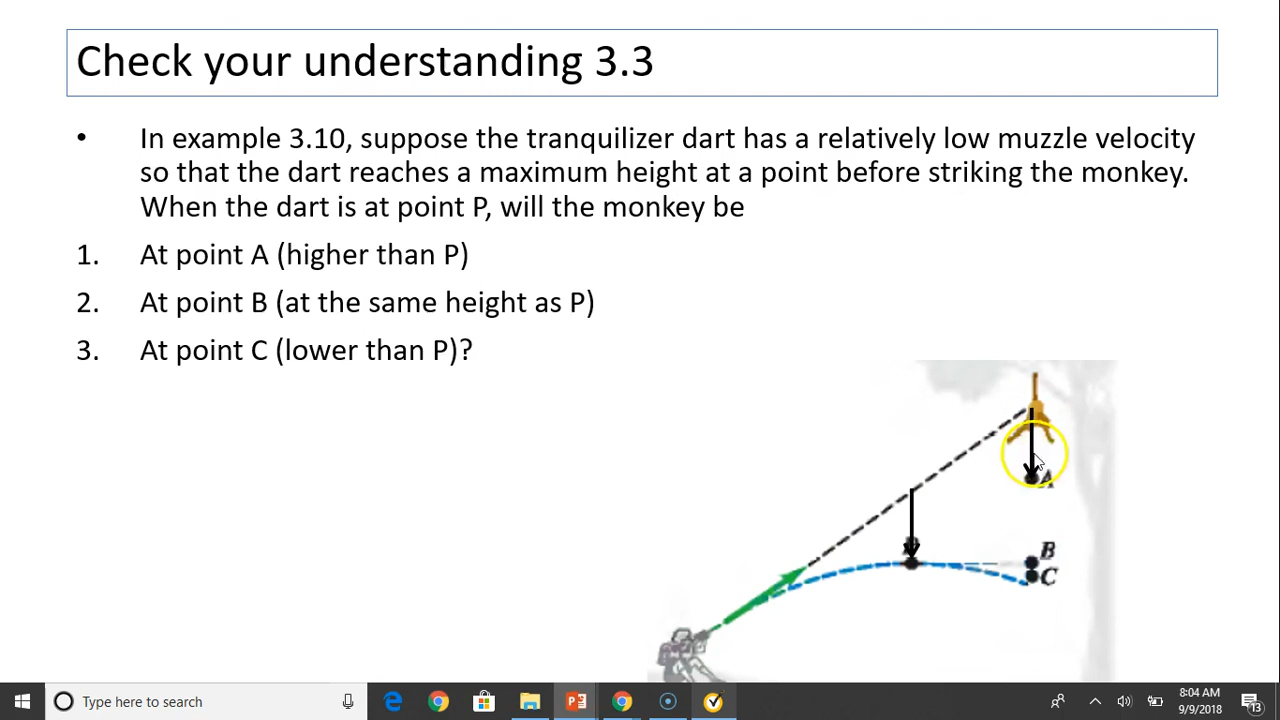 Check your understanding 3.3
• In example 3.10, suppose the tranquilizer dart has a relatively low muzzle velocity
so that the dart reaches a maximum height at a point before striking the monkey.
When the dart is at point P, will the monkey be
1. At point A (higher than P)
2. At point B (at the same height as P)
3. At point C (lower than P)?
A
B
C
Type here to search
8:04 AM
9/9/2018
13